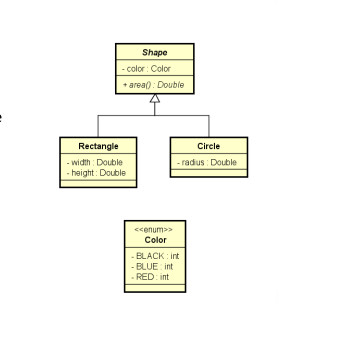 Shape
- color : Color
+ area() : Double
e
Rectangle
- width : Double
- height : Double
Circle
- radius : Double
<<enum>>
Color
- BLACK : int
- BLUE : int
- RED : int